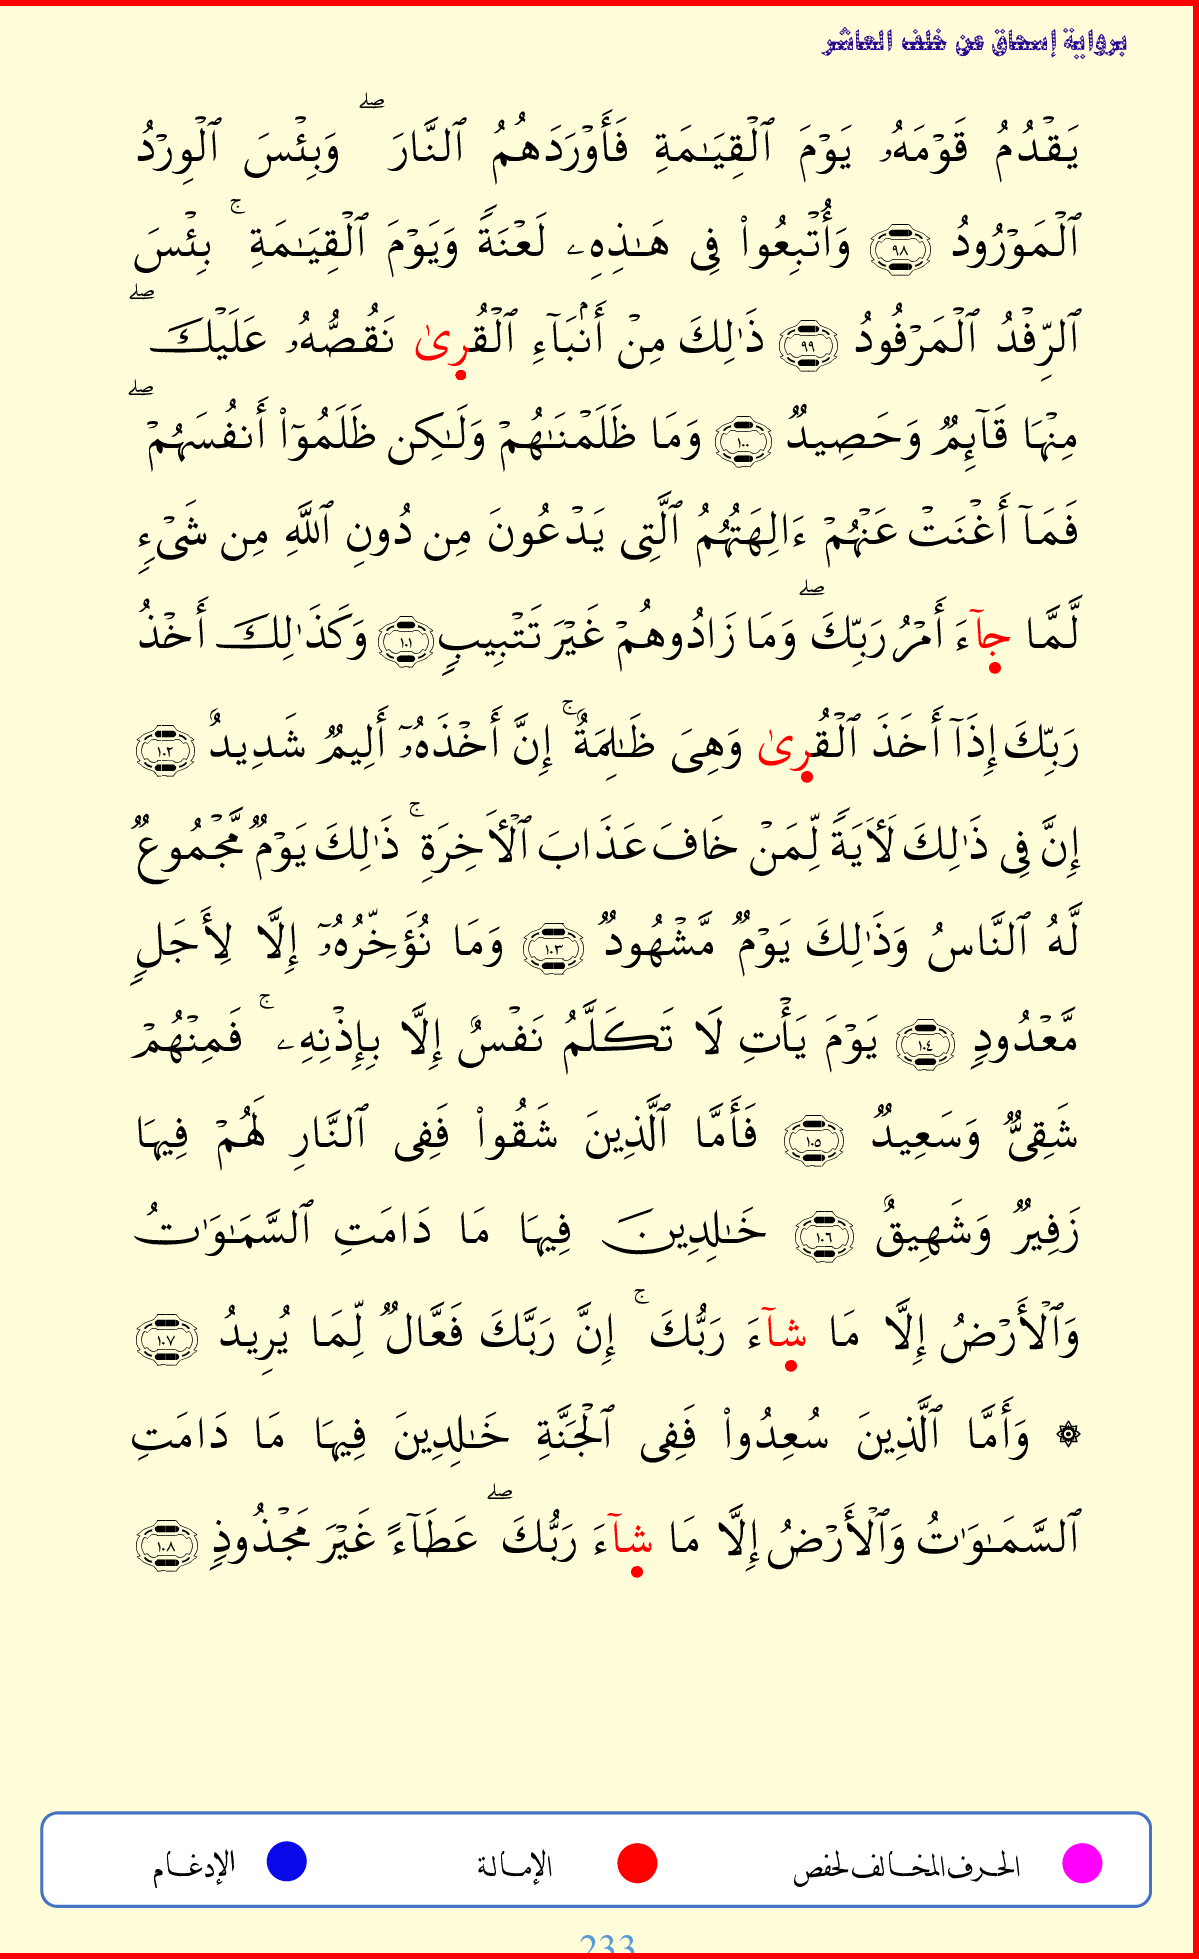 برواية إسحاق عن خلف العاشر
يَقۡدُمُ قَوۡمَهُۥ يَوۡمَ ٱلۡقِيَـٰمَةِ فَأَوۡرَدَهُمُ ٱلنَّارَۖ وَبِئۡسَ ٱلۡوِرۡدُ
ٱلۡمَوۡرُودُ ٩٨ وَأُتۡبِعُواْ فِى هَـٰذِهِۦ لَعۡنَةً وَيَوۡمَ ٱلۡقِيَـٰمَةِۚ بِئۡسَ
ٱلرِّفۡدُ ٱلۡمَرۡفُودُ ٩٩ ذَٰلِكَ مِنۡ أَنۢبَآءِ ٱلۡقُرِىٰ نَقُصُّهُۥ عَلَيۡكَۖ
مِنۡهَا قَآئِمٌ وَحَصِيدٌ ١٠٠ وَمَا ظَلَمۡنَـٰهُمۡ وَلَـٰكِن ظَلَمُوٓاْ أَنفُسَهُمۡۖ
فَمَآ أَغۡنَتۡ عَنۡهُمۡ ءَالِهَتُهُمُ ٱلَّتِى يَدۡعُونَ مِن دُونِ ٱللَّهِ مِن شَىۡءٍ
لَّمَّا جِآءَ أَمۡرُ رَبِّكَۖ وَمَا زَادُوهُمۡ غَيۡرَ تَتۡبِيبٍ ١٠١ وَكَذَٰلِكَ أَخۡذُ
رَبِّكَ إِذَآ أَخَذَ ٱلۡقُرِىٰ وَهِىَ ظَـٰلِمَةٌۚ إِنَّ أَخۡذَهُۥٓ أَلِيمٌ شَدِيدٌ ١٠٢
إِنَّ فِى ذَٰلِكَ لَأٓيَةً لِّمَنۡ خَافَ عَذَابَ ٱلۡأٓخِرَةِۚ ذَٰلِكَ يَوۡمٌ مَّجۡمُوعٌ
لَّهُ ٱلنَّاسُ وَذَٰلِكَ يَوۡمٌ مَّشۡهُودٌ ١٠٣ وَمَا نُؤَخِّرُهُۥٓ إِلَّا لِأَجَلٍ
مَّعۡدُودٍ ١٠٤ يَوۡمَ يَأۡتِ لَا تَكَلَّمُ نَفۡسٌ إِلَّا بِإِذۡنِهِۦۚ فَمِنۡهُمۡ
شَقِىٌّ وَسَعِيدٌ ١٠٥ فَأَمَّا ٱلَّذِينَ شَقُواْ فَفِى ٱلنَّارِ لَهُمۡ فِيهَا
زَفِيرٌ وَشَهِيقٌ ١٠٦ خَـٰلِدِينَ فِيهَا مَا دَامَتِ ٱلسَّمَـٰوَٰتُ
وَٱلۡأَرۡضُ إِلَّا مَا شِآءَ رَبُّكَۚ إِنَّ رَبَّكَ فَعَّالٌ لِّمَا يُرِيدُ ١٠٧
۞ وَأَمَّا ٱلَّذِينَ سُعِدُواْ فَفِى ٱلۡجَنَّةِ خَـٰلِدِينَ فِيهَا مَا دَامَتِ
ٱلسَّمَـٰوَٰتُ وَٱلۡأَرۡضُ إِلَّا مَا شِآءَ رَبُّكَۖ عَطَآءً غَيۡرَ مَجۡذُوذٍ ١٠٨
الحرف المخالف لحفص الإمالة الإدغام
233